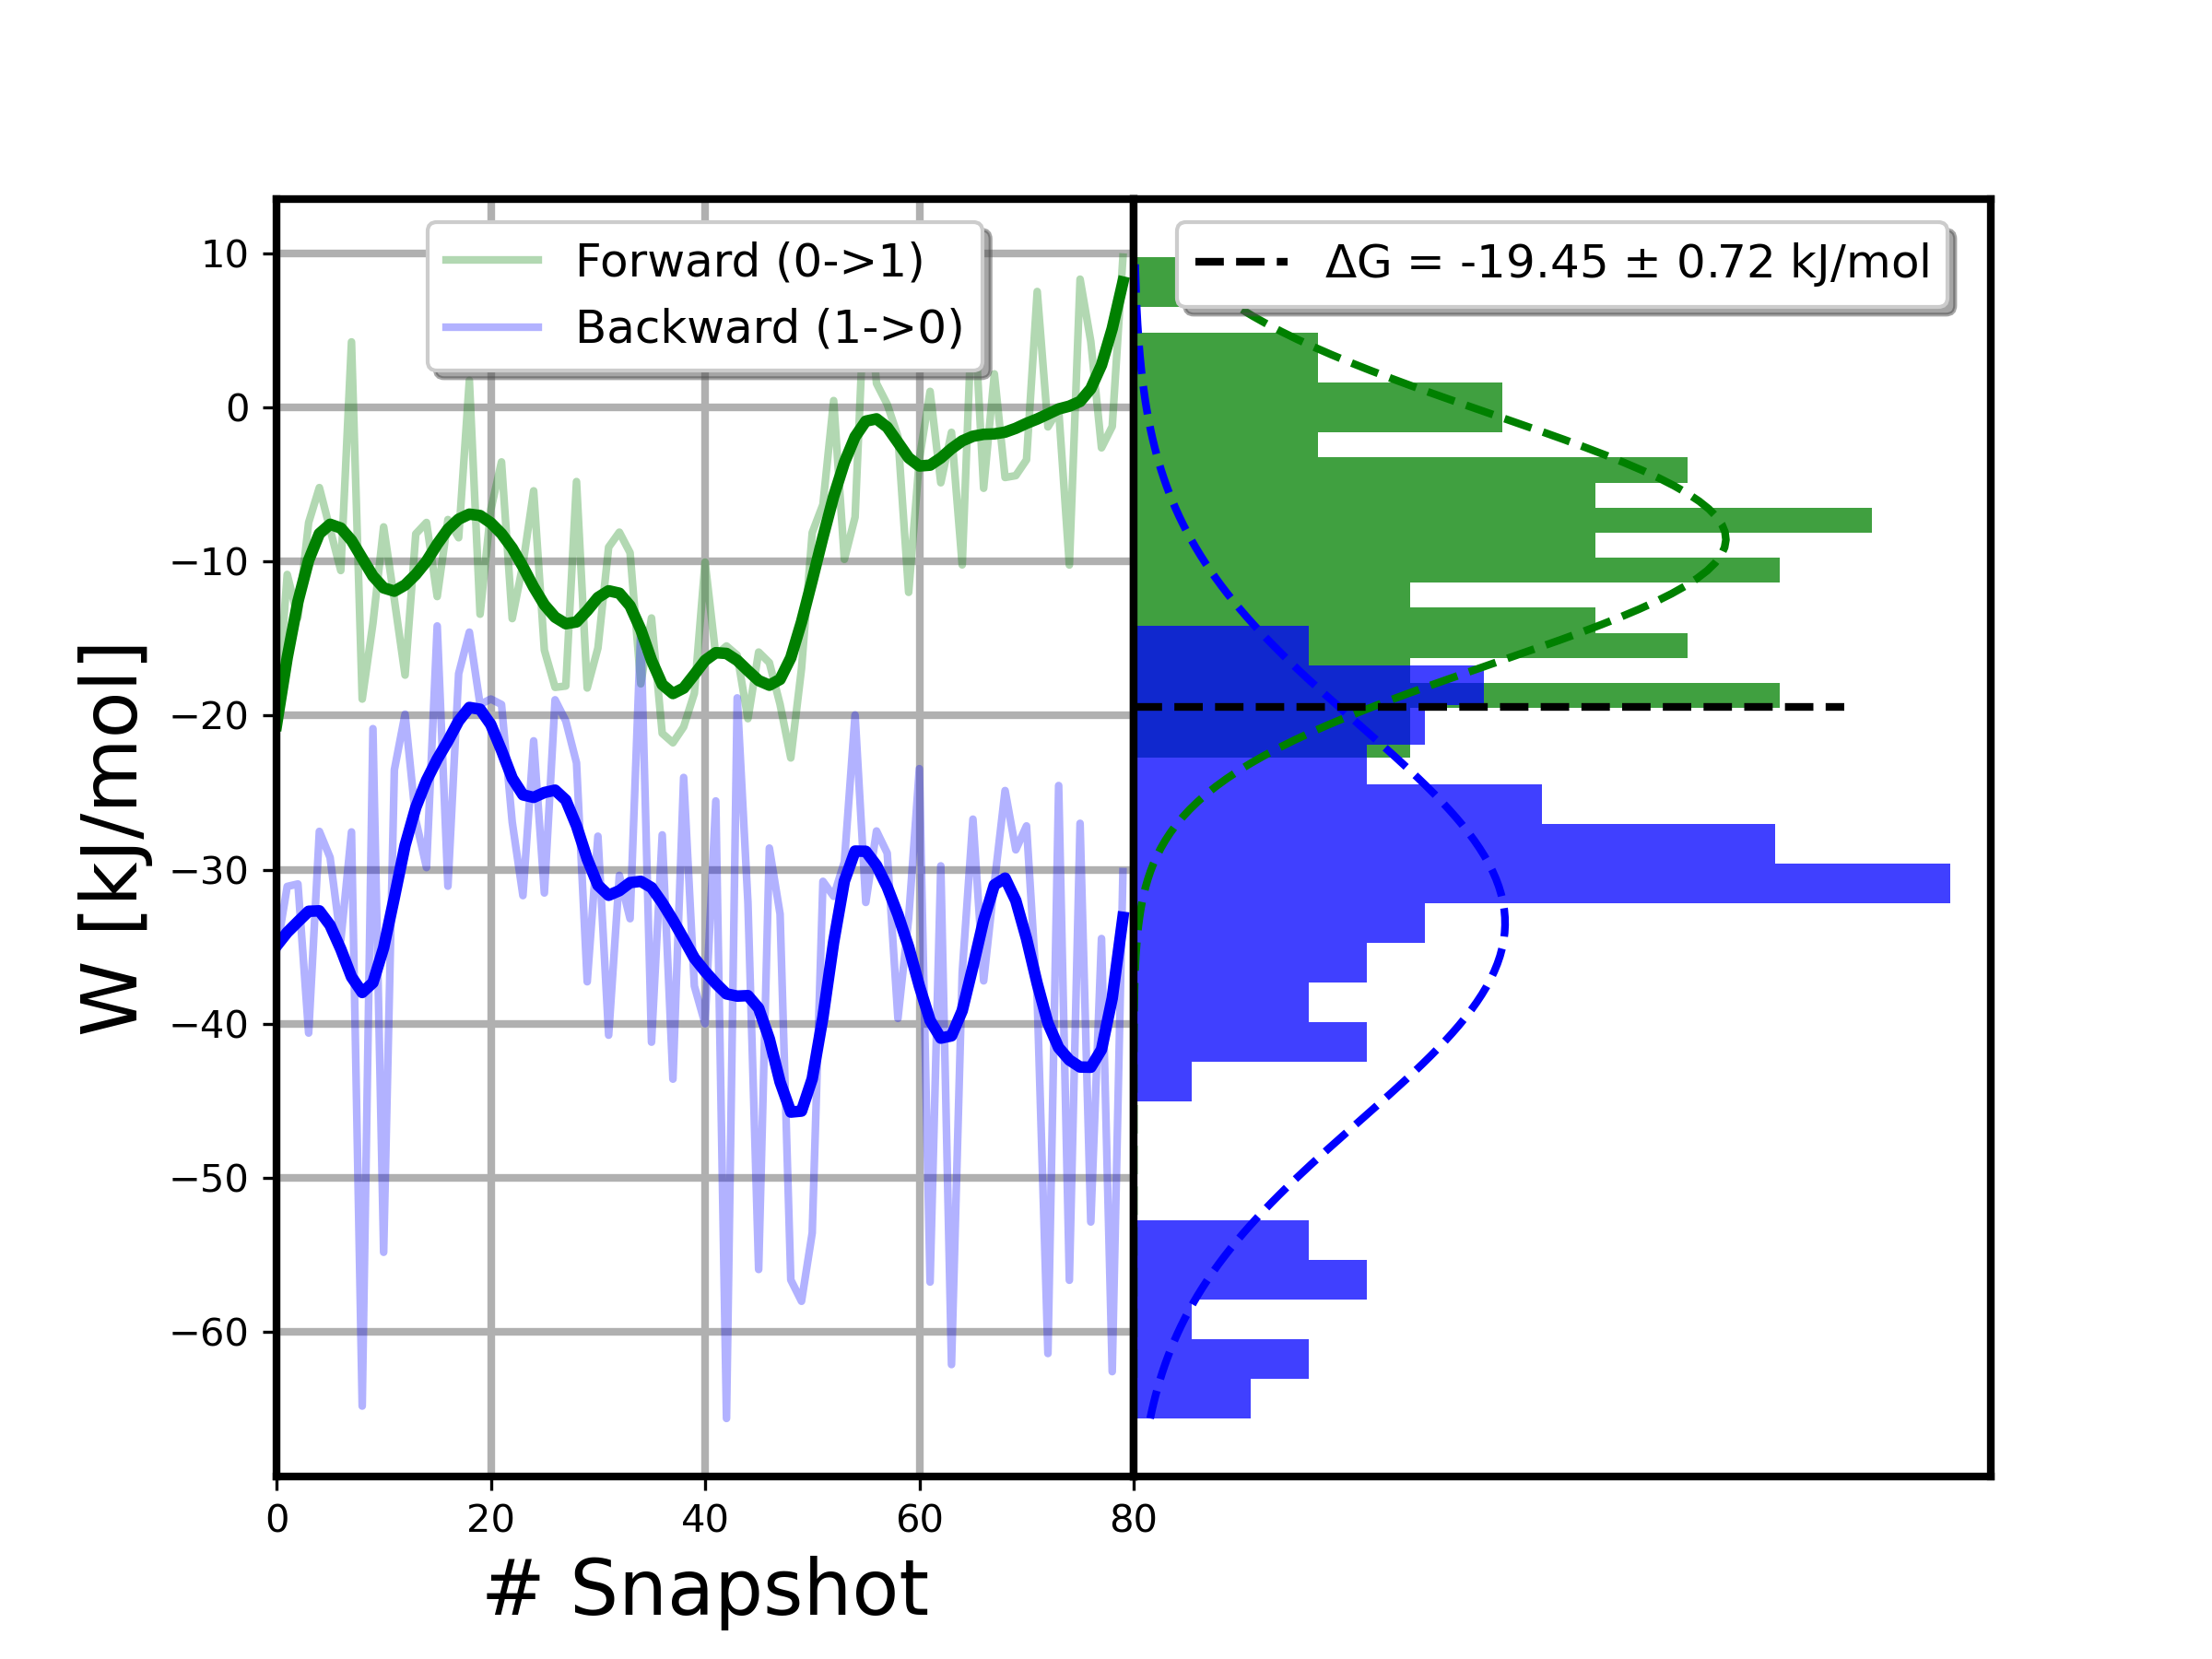 Forward (0->1)
Backward (1->0)
ΔG = -19.45 ± 0.72 kJ/mol
10
0
−10
−20
−30
−40
−50
−60
W [kJ/mol]
0 20 40 60 80
# Snapshot